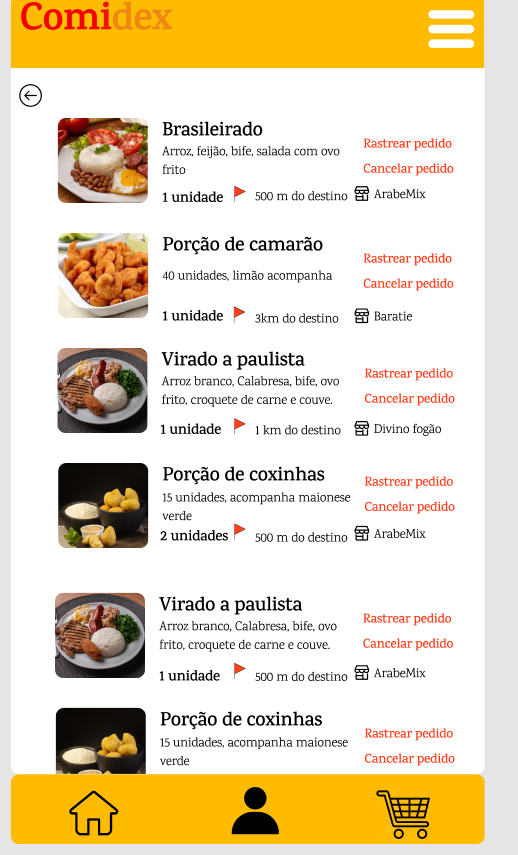 Comidex
Brasileirado
Arroz, feijão, bife, salada com ovo
frito
Rastrear pedido
Cancelar pedido
1 unidade
500 m do destino
ArabeMix
Porção de camarão
40 unidades, limão acompanha
Rastrear pedido
Cancelar pedido
1 unidade
3km do destino
Baratie
Virado a paulista
Arroz branco, Calabresa, bife, ovo
frito, croquete de carne e couve.
Rastrear pedido
Cancelar pedido
1 unidade
1 km do destino
Divino fogão
Porção de coxinhas
15 unidades, acompanha maionese
verde
Rastrear pedido
Cancelar pedido
2 unidades
500 m do destino
ArabeMix
Virado a paulista
Arroz branco, Calabresa, bife, ovo
frito, croquete de carne e couve.
Rastrear pedido
Cancelar pedido
1 unidade
500 m do destino
ArabeMix
Porção de coxinhas
15 unidades, acompanha maionese
verde
Rastrear pedido
Cancelar pedido